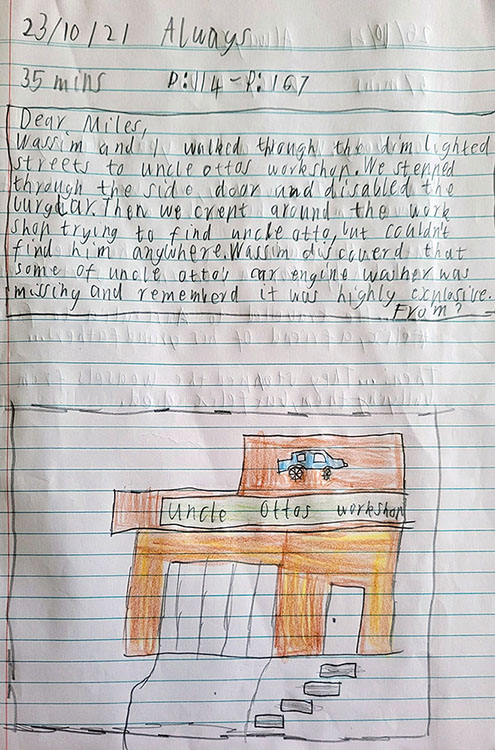 23/10/21 Always
35 mins P:114 - P:167
Dear Miles,
Wassim and I walked though the dim lighted
streets to uncle ottos workshop. We stepped
through the side door and disabled the
burglar. Then we crept around the work
shop trying to find uncle otto, but couldn't
find him anywhere. Wassim discoverd that
some of uncle otto's car engine washer was
missing and rememberd it was highly explosive.
From?
Uncle Ottos workshop